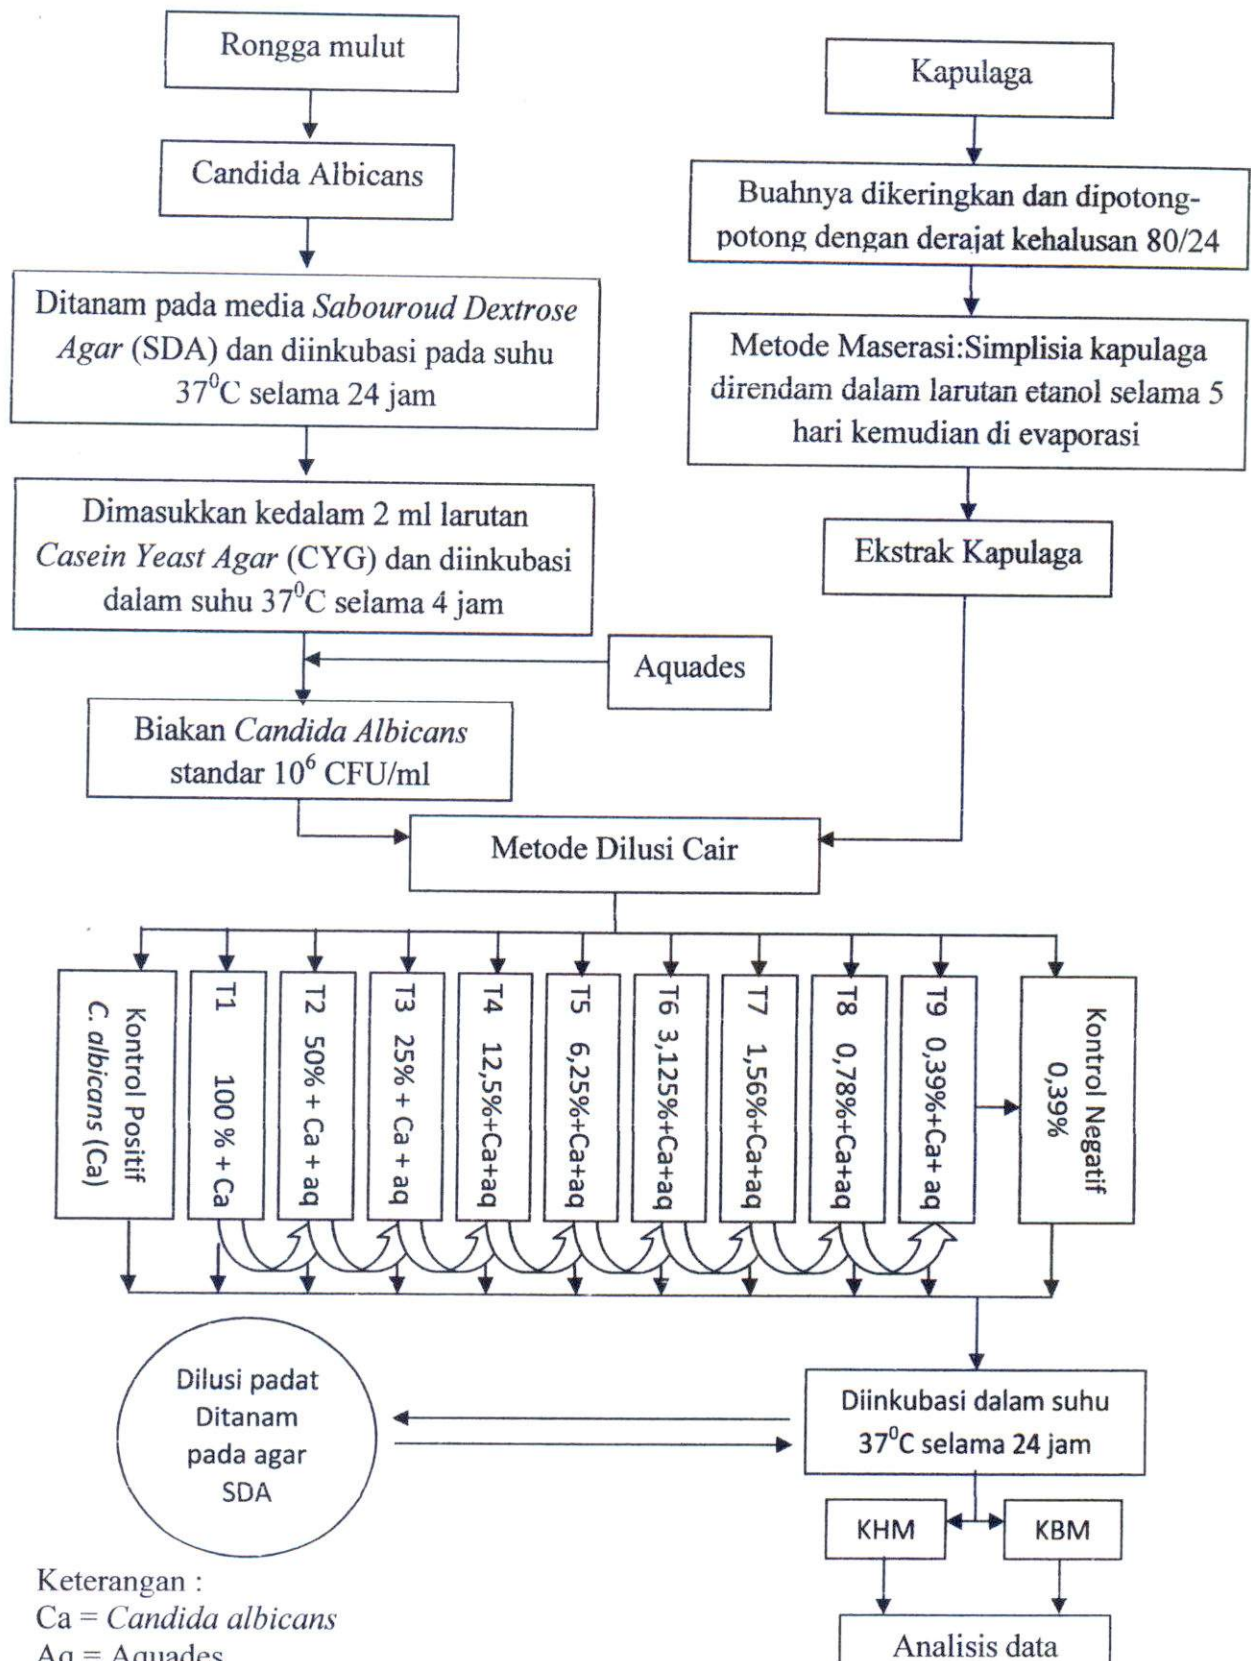 Rongga mulut
Candida Albicans
Ditanam pada media Sabouroud Dextrose
Agar (SDA) dan diinkubasi pada suhu
37⁰C selama 24 jam
Dimasukkan kedalam 2 ml larutan
Casein Yeast Agar (CYG) dan diinkubasi
dalam suhu 37⁰C selama 4 jam
Aquades
Biakan Candida Albicans
standar 10⁶ CFU/ml
Kapulaga
Buahnya dikeringkan dan dipotong-
potong dengan derajat kehalusan 80/24
Metode Maserasi:Simplisia kapulaga
direndam dalam larutan etanol selama 5
hari kemudian di evaporasi
Ekstrak Kapulaga
Metode Dilusi Cair
Kontrol Positif
C. albicans (Ca)
T1 100 % + Ca
T2 50% + Ca + aq
T3 25% + Ca + aq
T4 12,5%+Ca+aq
T5 6,25%+Ca+aq
T6 3,125%+Ca+aq
T7 1,56%+Ca+aq
T8 0,78%+Ca+aq
T9 0,39%+Ca+ aq
Kontrol Negatif
0,39%
Dilusi padat
Ditanam
pada agar
SDA
Diinkubasi dalam suhu
37⁰C selama 24 jam
KHM
KBM
Analisis data
Keterangan :
Ca = Candida albicans
Aq = Aquades